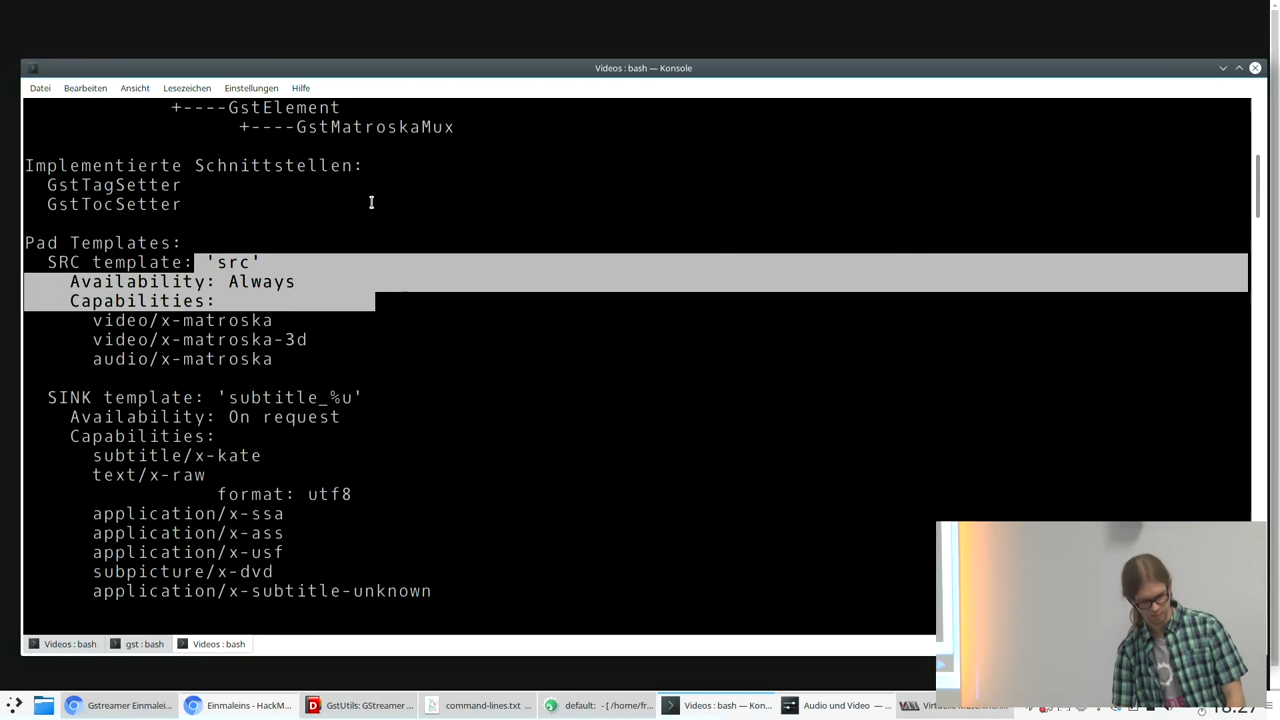 Videos : bash — Konsole
Datei Bearbeiten Ansicht Lesezeichen Einstellungen Hilfe
+----GstElement
+----GstMatroskaMux
Implementierte Schnittstellen:
GstTagSetter
GstTocSetter
Pad Templates:
SRC template: 'src'
Availability: Always
Capabilities:
video/x-matroska
video/x-matroska-3d
audio/x-matroska
SINK template: 'subtitle_%u'
Availability: On request
Capabilities:
subtitle/x-kate
text/x-raw
format: utf8
application/x-ssa
application/x-ass
application/x-usf
subpicture/x-dvd
application/x-subtitle-unknown
Videos : bash gst : bash Videos : bash
Gstreamer Einmalei... Einmaleins - HackM... GstUtils: GStreamer ... command-lines.txt ... default: - [ /home/fr... Videos : bash — Kon... Audio und Video — ...